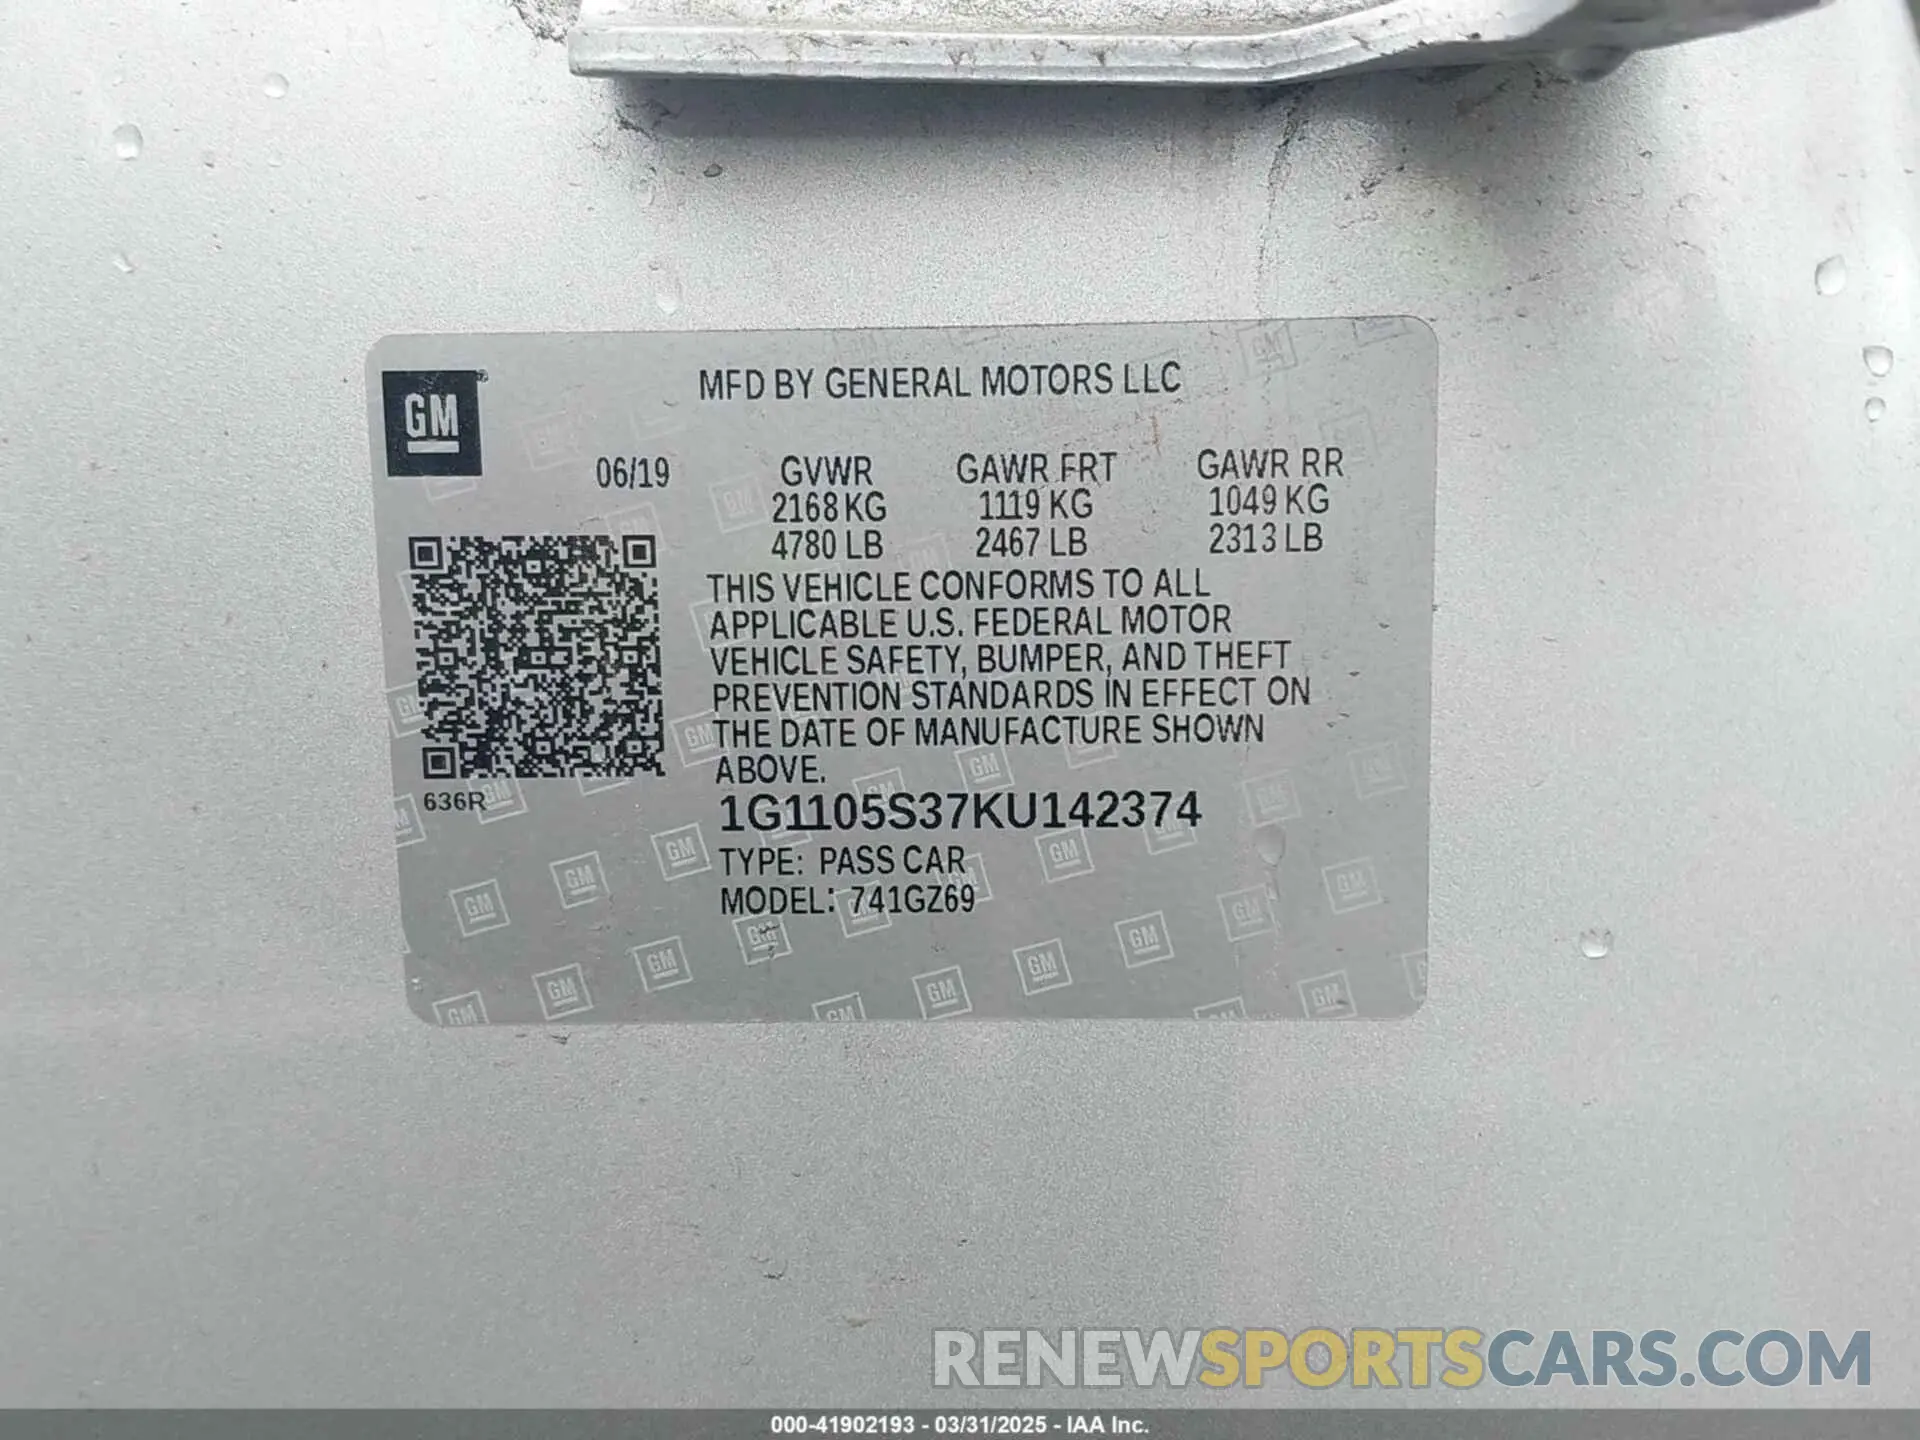 GM
MFD BY GENERAL MOTORS LLC
06/19 GVWR GAWR FRT GAWR RR
2168 KG 1119 KG 1049 KG
4780 LB 2467 LB 2313 LB
THIS VEHICLE CONFORMS TO ALL
APPLICABLE U.S. FEDERAL MOTOR
VEHICLE SAFETY, BUMPER, AND THEFT
PREVENTION STANDARDS IN EFFECT ON
THE DATE OF MANUFACTURE SHOWN
ABOVE.
636R
1G1105S37KU142374
TYPE: PASS CAR
MODEL: 741GZ69
RENEWSPORTSCARS.COM
000-41902193 - 03/31/2025 - IAA Inc.